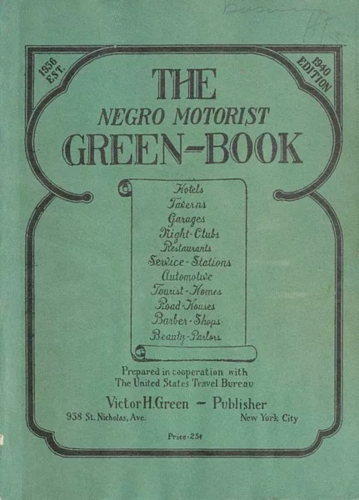 1936
EST.
1940
EDITION
THE
NEGRO MOTORIST
GREEN-BOOK
Hotels
Taverns
Garages
Night-Clubs
Restaurants
Service-Stations
Automotive
Tourist-Homes
Road-Houses
Barber-Shops
Beauty-Parlors
Prepared in cooperation with
The United States Travel Bureau
Victor H. Green — Publisher
938 St. Nicholas, Ave. New York City
Price-25¢